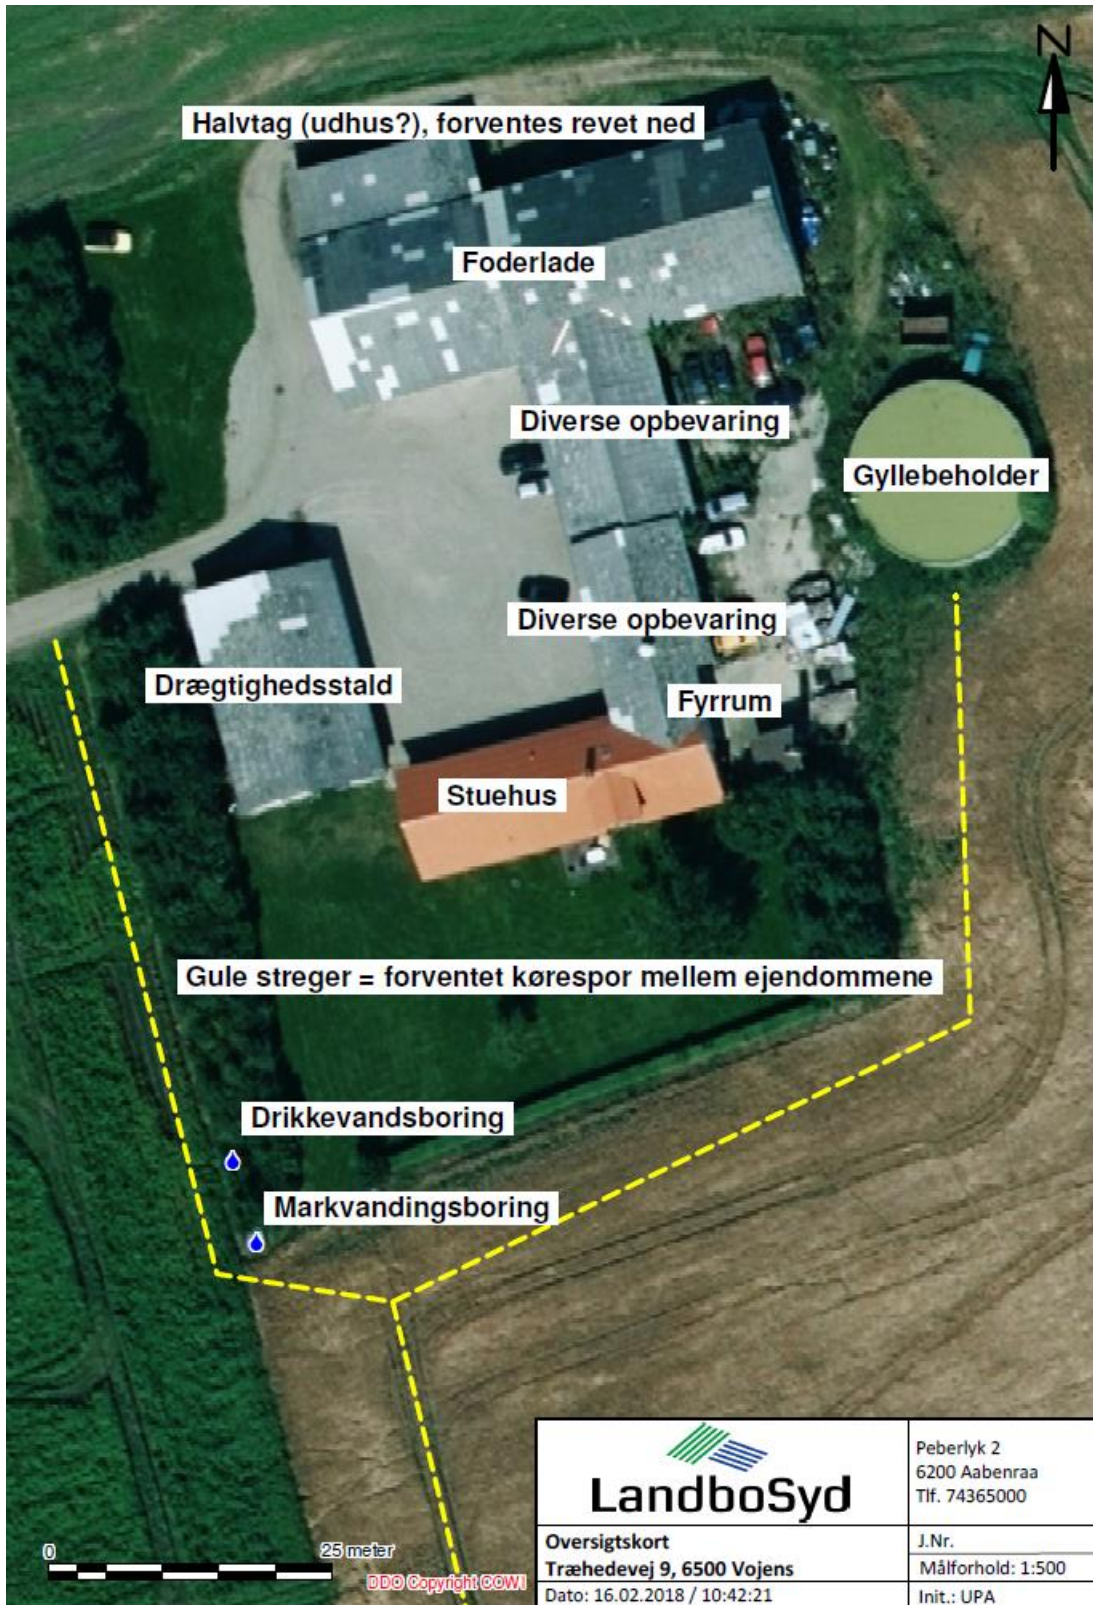 N
Halvtag (udhus?), forventes revet ned
Foderlade
Diverse opbevaring
Gyllebeholder
Diverse opbevaring
Drægtighedsstald
Fyrrum
Stuehus
Gule streger = forventet kørespor mellem ejendommene
Drikkevandsboring
Markvandingsboring
0
25 meter
DDO Copyright COWI
LandboSyd
Peberlyk 2
6200 Aabenraa
Tlf. 74365000
Oversigtskort
Træhedevej 9, 6500 Vojens
J.Nr.
Målforhold: 1:500
Dato: 16.02.2018 / 10:42:21
Init.: UPA